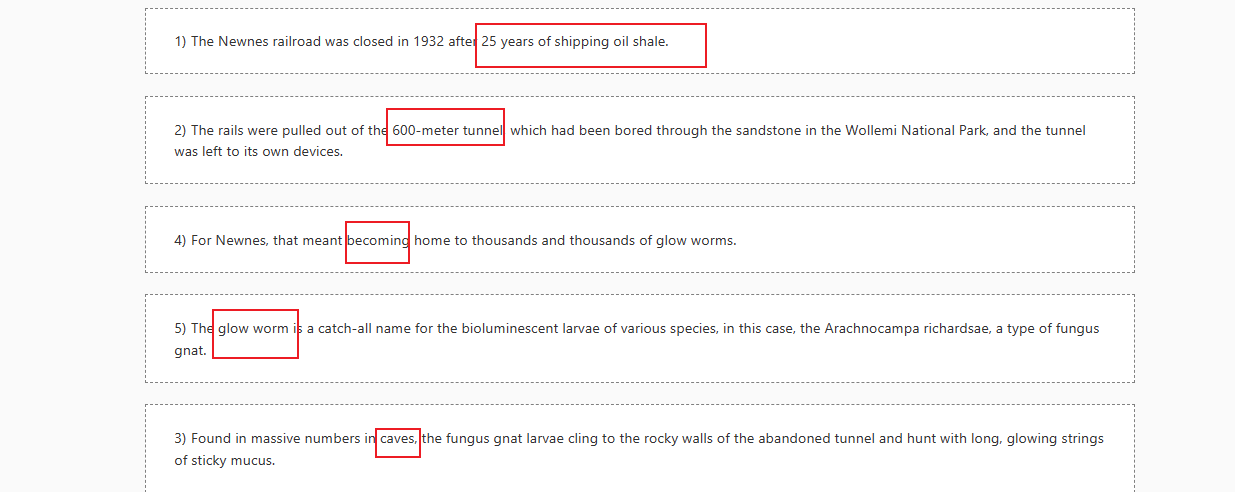 1) The Newnes railroad was closed in 1932 after 25 years of shipping oil shale.
2) The rails were pulled out of the 600-meter tunnel, which had been bored through the sandstone in the Wollemi National Park, and the tunnel
was left to its own devices.
4) For Newnes, that meant becoming home to thousands and thousands of glow worms.
5) The glow worm is a catch-all name for the bioluminescent larvae of various species, in this case, the Arachnocampa richardsae, a type of fungus
gnat.
3) Found in massive numbers in caves, the fungus gnat larvae cling to the rocky walls of the abandoned tunnel and hunt with long, glowing strings
of sticky mucus.